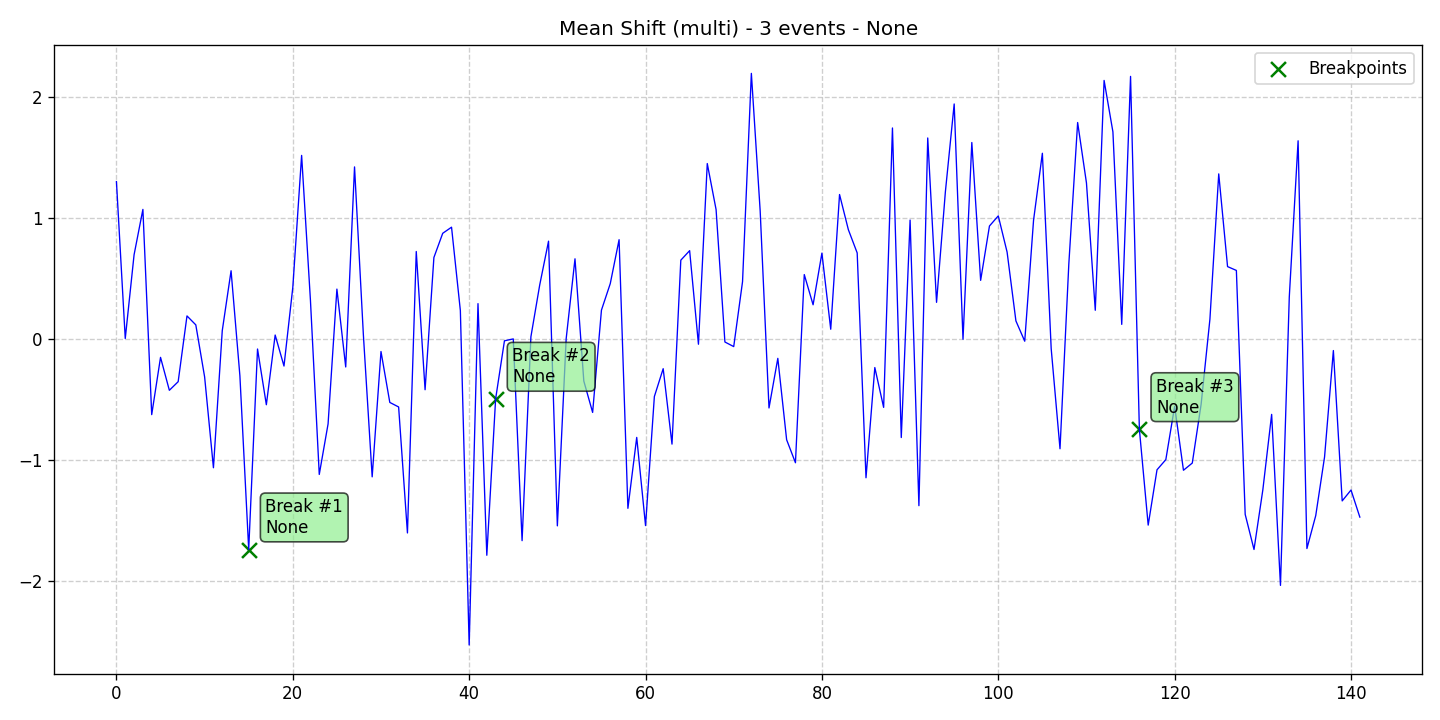 Mean Shift (multi) - 3 events - None
Breakpoints
2
1
0
−1
−2
Break #1
None
Break #2
None
Break #3
None
0
20
40
60
80
100
120
140